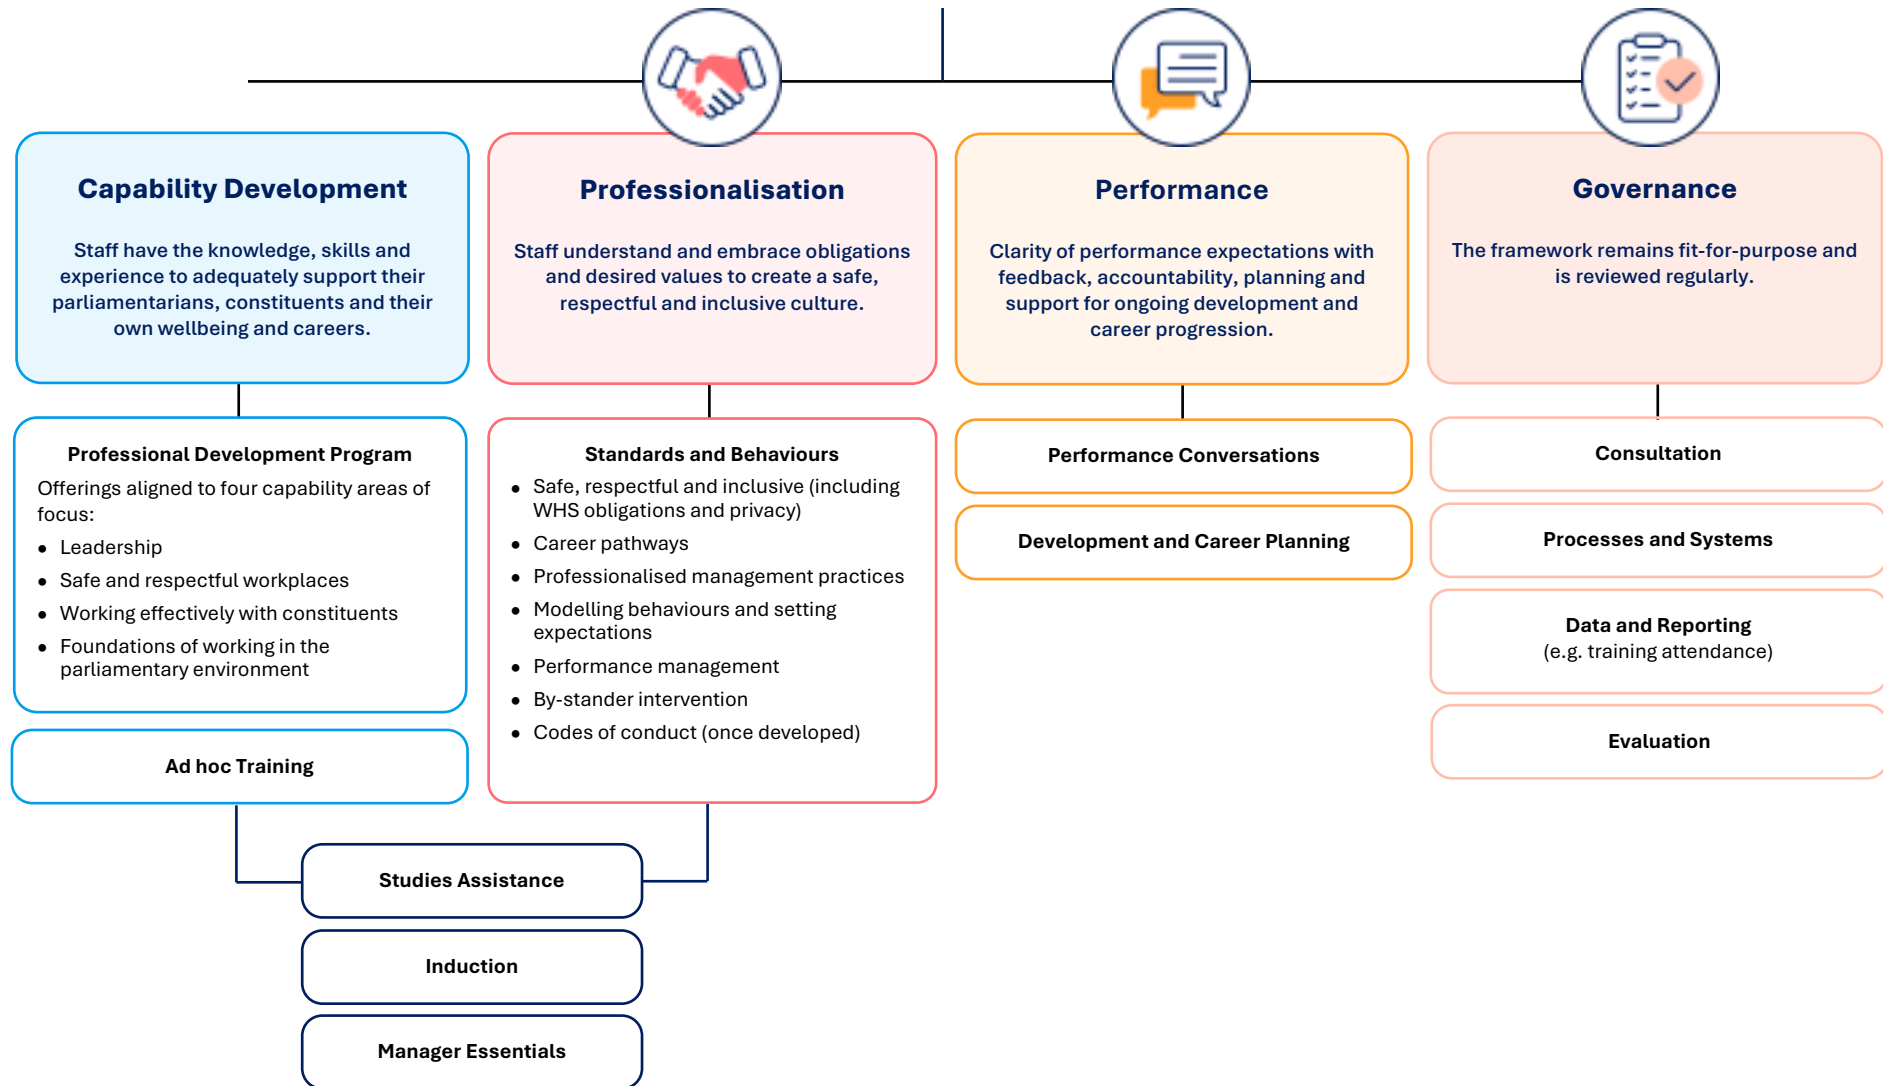 Capability Development
Staff have the knowledge, skills and
experience to adequately support their
parliamentarians, constituents and their
own wellbeing and careers.
Professional Development Program
Offerings aligned to four capability areas of
focus:
• Leadership
• Safe and respectful workplaces
• Working effectively with constituents
• Foundations of working in the
parliamentary environment
Ad hoc Training
Professionalisation
Staff understand and embrace obligations
and desired values to create a safe,
respectful and inclusive culture.
Standards and Behaviours
• Safe, respectful and inclusive (including
WHS obligations and privacy)
• Career pathways
• Professionalised management practices
• Modelling behaviours and setting
expectations
• Performance management
• By-stander intervention
• Codes of conduct (once developed)
Studies Assistance
Induction
Manager Essentials
Performance
Clarity of performance expectations with
feedback, accountability, planning and
support for ongoing development and
career progression.
Performance Conversations
Development and Career Planning
Governance
The framework remains fit-for-purpose and
is reviewed regularly.
Consultation
Processes and Systems
Data and Reporting
(e.g. training attendance)
Evaluation